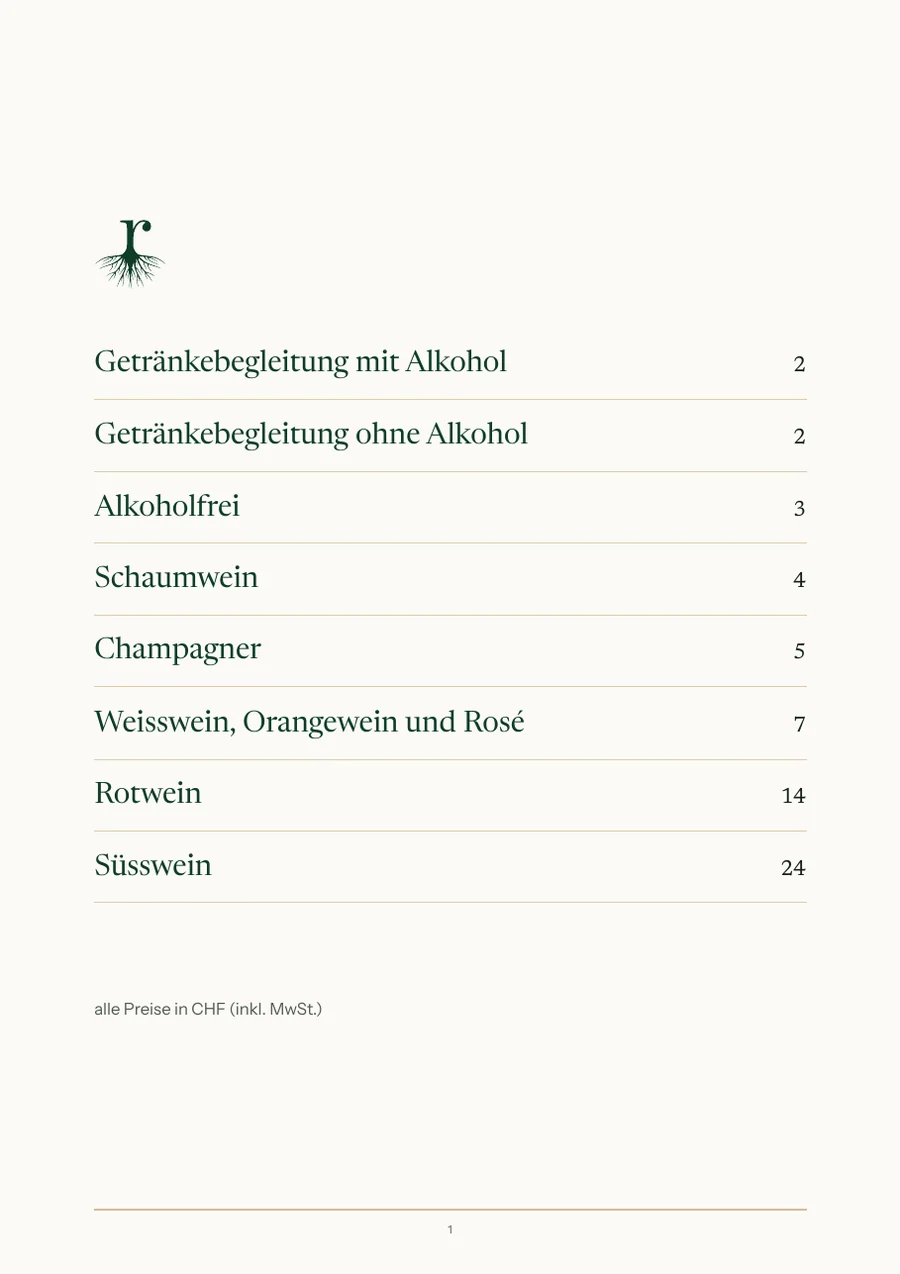 r
Getränkebegleitung mit Alkohol 2
Getränkebegleitung ohne Alkohol 2
Alkoholfrei 3
Schaumwein 4
Champagner 5
Weisswein, Orangewein und Rosé 7
Rotwein 14
Süsswein 24
alle Preise in CHF (inkl. MwSt.)
1